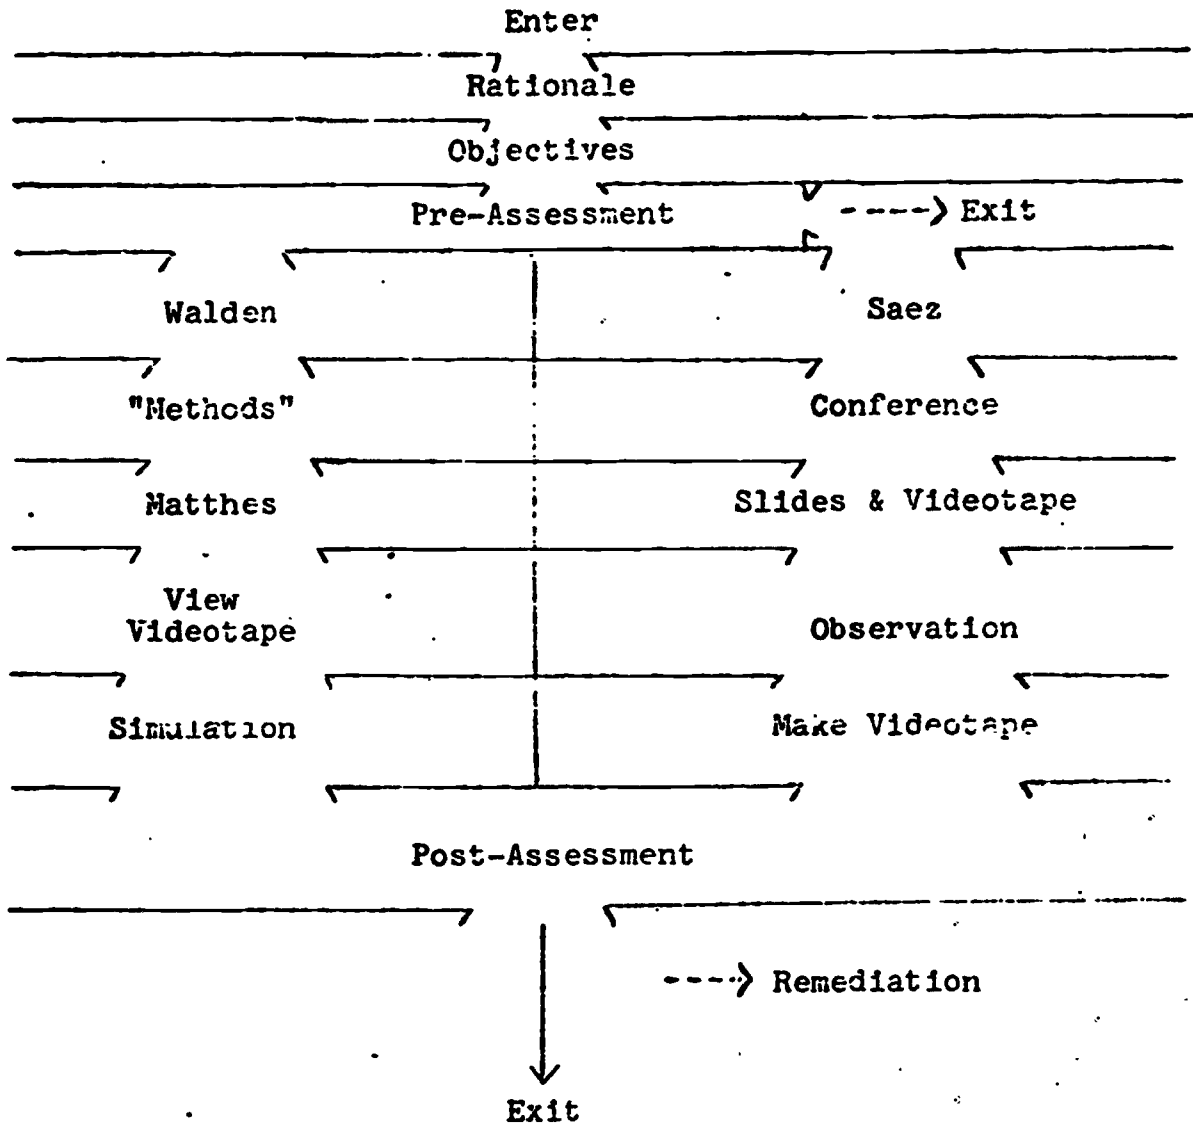 Enter
Rationale
Objectives
Pre-Assessment
Exit
Walden
Saez
"Methods"
Conference
Matthes
Slides & Videotape
View
Videotape
Observation
Simulation
Make Videotape
Post-Assessment
Remediation
Exit